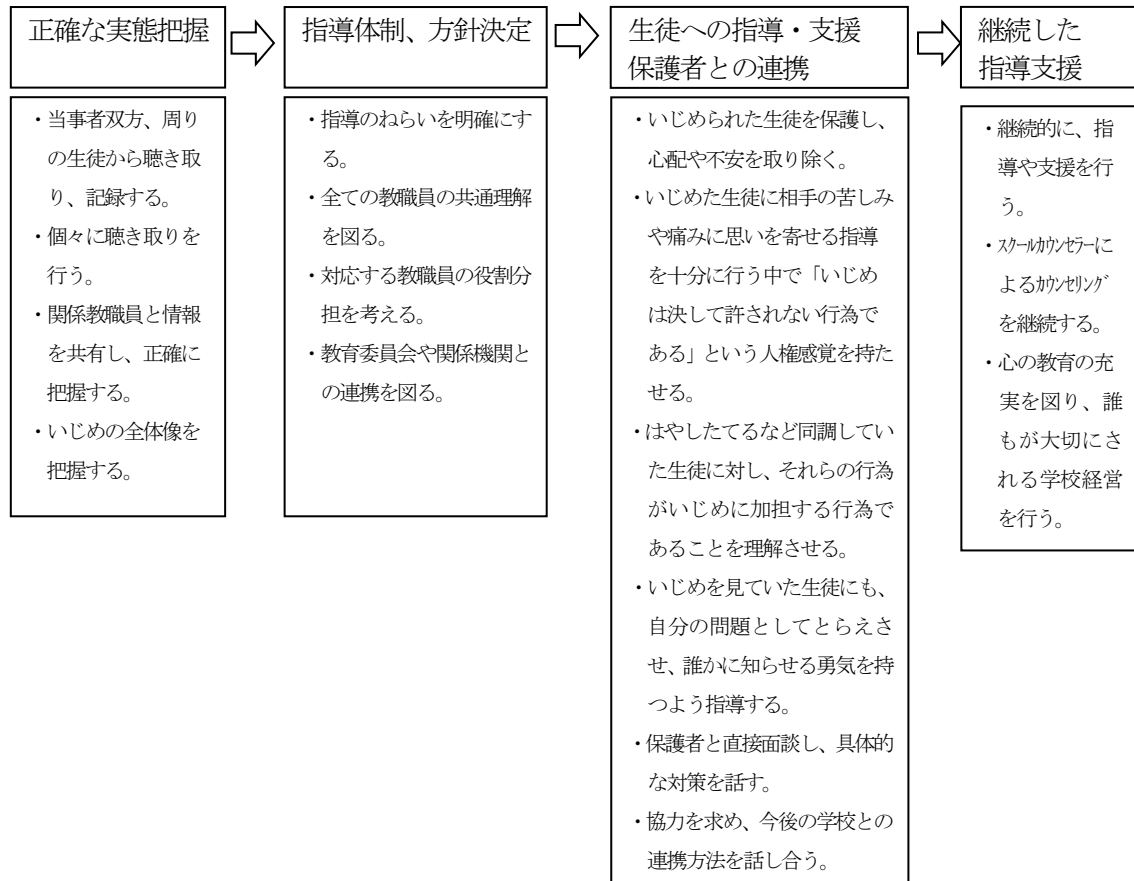 正確な実態把握
指導体制、方針決定
生徒への指導・支援
保護者との連携
継続した
指導支援
・当事者双方、周り
の生徒から聴き取
り、記録する。
・個々に聴き取りを
行う。
・関係教職員と情報
を共有し、正確に
把握する。
・いじめの全体像を
把握する。
・指導のねらいを明確にす
る。
・全ての教職員の共通理解
を図る。
・対応する教職員の役割分
担を考える。
・教育委員会や関係機関と
の連携を図る。
・いじめられた生徒を保護し、
心配や不安を取り除く。
・いじめた生徒に相手の苦しみ
や痛みに思いを寄せる指導
を十分に行う中で「いじめ
は決して許されない行為で
ある」という人権感覚を持た
せる。
・はやしたてるなど同調してい
た生徒に対し、それらの行為
がいじめに加担する行為で
あることを理解させる。
・いじめを見ていた生徒にも、
自分の問題としてとらえさ
せ、誰かに知らせる勇気を持
つよう指導する。
・保護者と直接面談し、具体的
な対策を話す。
・協力を求め、今後の学校との
連携方法を話し合う。
・継続的に、指
導や支援を行
う。
・ｽｸｰﾙｶｳﾝｾﾗｰに
よるｶｳﾝｾﾘﾝｸﾞ
を継続する。
・心の教育の充
実を図り、誰
もが大切にさ
れる学校経営
を行う。